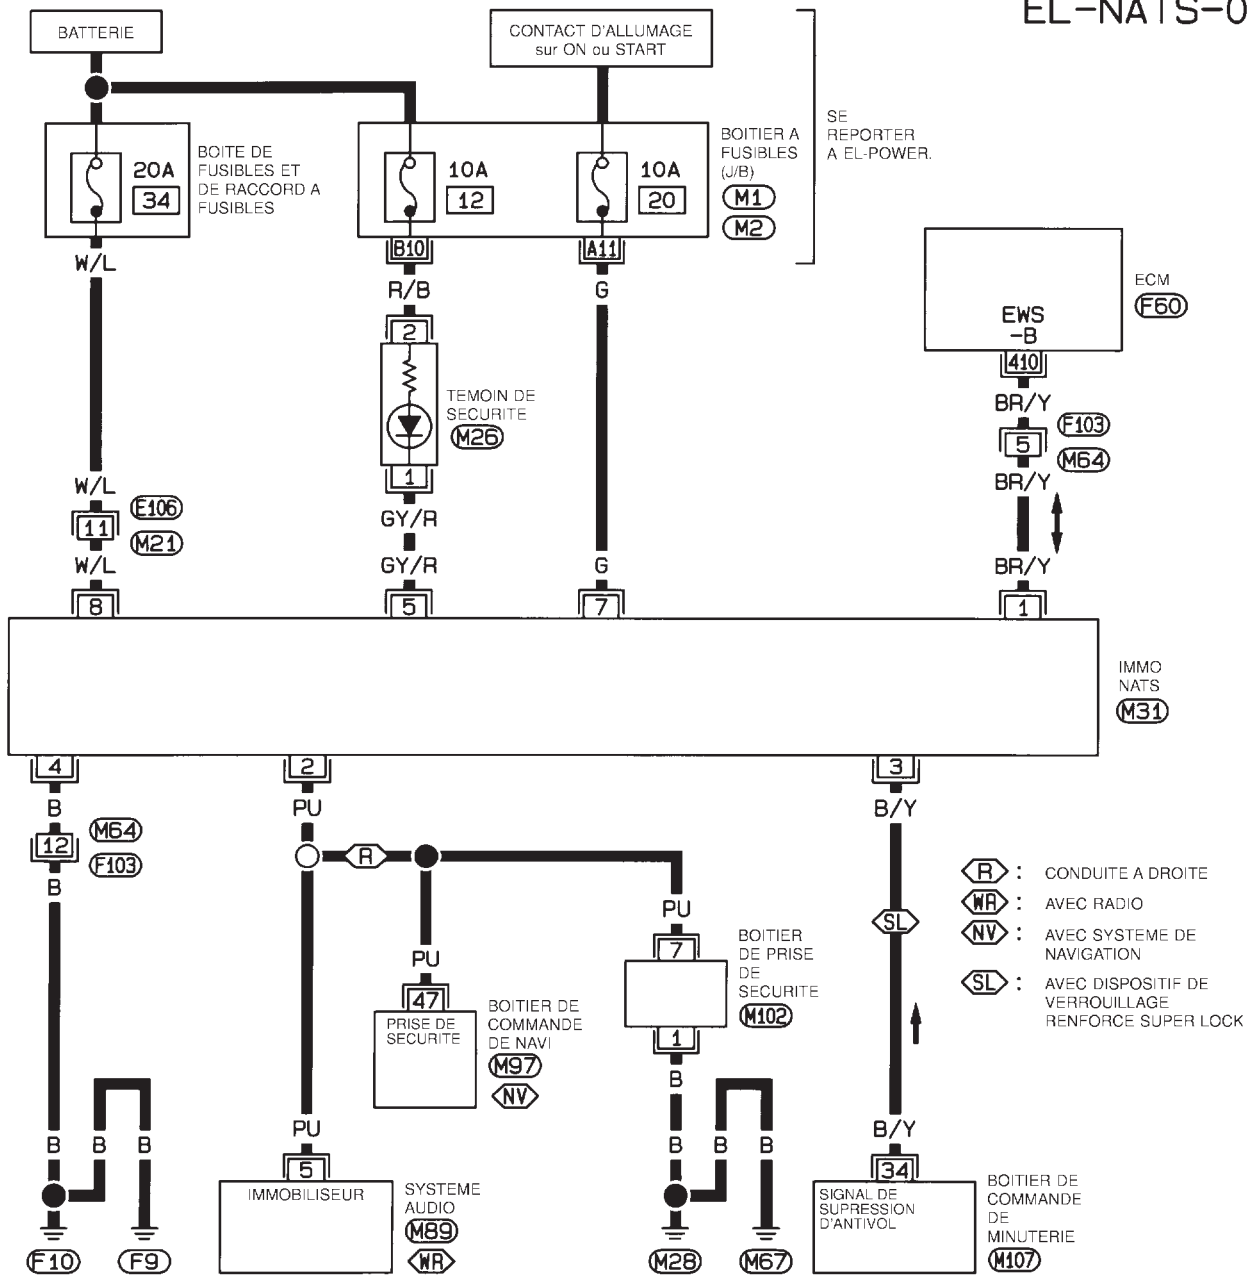 EL-NATS-0
BATTERIE
CONTACT D'ALLUMAGE
sur ON ou START
SE
REPORTER
A EL-POWER.
BOITE DE
FUSIBLES ET
DE RACCORD A
FUSIBLES
20A
34
10A
12
10A
20
BOITIER A
FUSIBLES
(J/B)
M1
M2
B10
A11
W/L
R/B
G
ECM
F60
EWS
-B
410
2
TEMOIN DE
SECURITE
M26
1
BR/Y
F103
5
M64
BR/Y
W/L
E106
11
M21
W/L
GY/R
GY/R
G
BR/Y
8
5
7
1
IMMO
NATS
M31
4
2
3
B
PU
B/Y
M64
12
F103
B
R
PU
PU
SL
R : CONDUITE A DROITE
WR : AVEC RADIO
NV : AVEC SYSTEME DE
NAVIGATION
SL : AVEC DISPOSITIF DE
VERROUILLAGE
RENFORCE SUPER LOCK
7
BOITIER
DE PRISE
DE
SECURITE
M102
1
47
PRISE DE
SECURITE
BOITIER DE
COMMANDE
DE NAVI
M97
NV
B
PU
B/Y
B
B
B
B
B
B
5
34
IMMOBILISEUR
SYSTEME
AUDIO
M89
WR
SIGNAL DE
SUPRESSION
D'ANTIVOL
BOITIER DE
COMMANDE
DE
MINUTERIE
M107
F10
F9
M28
M67